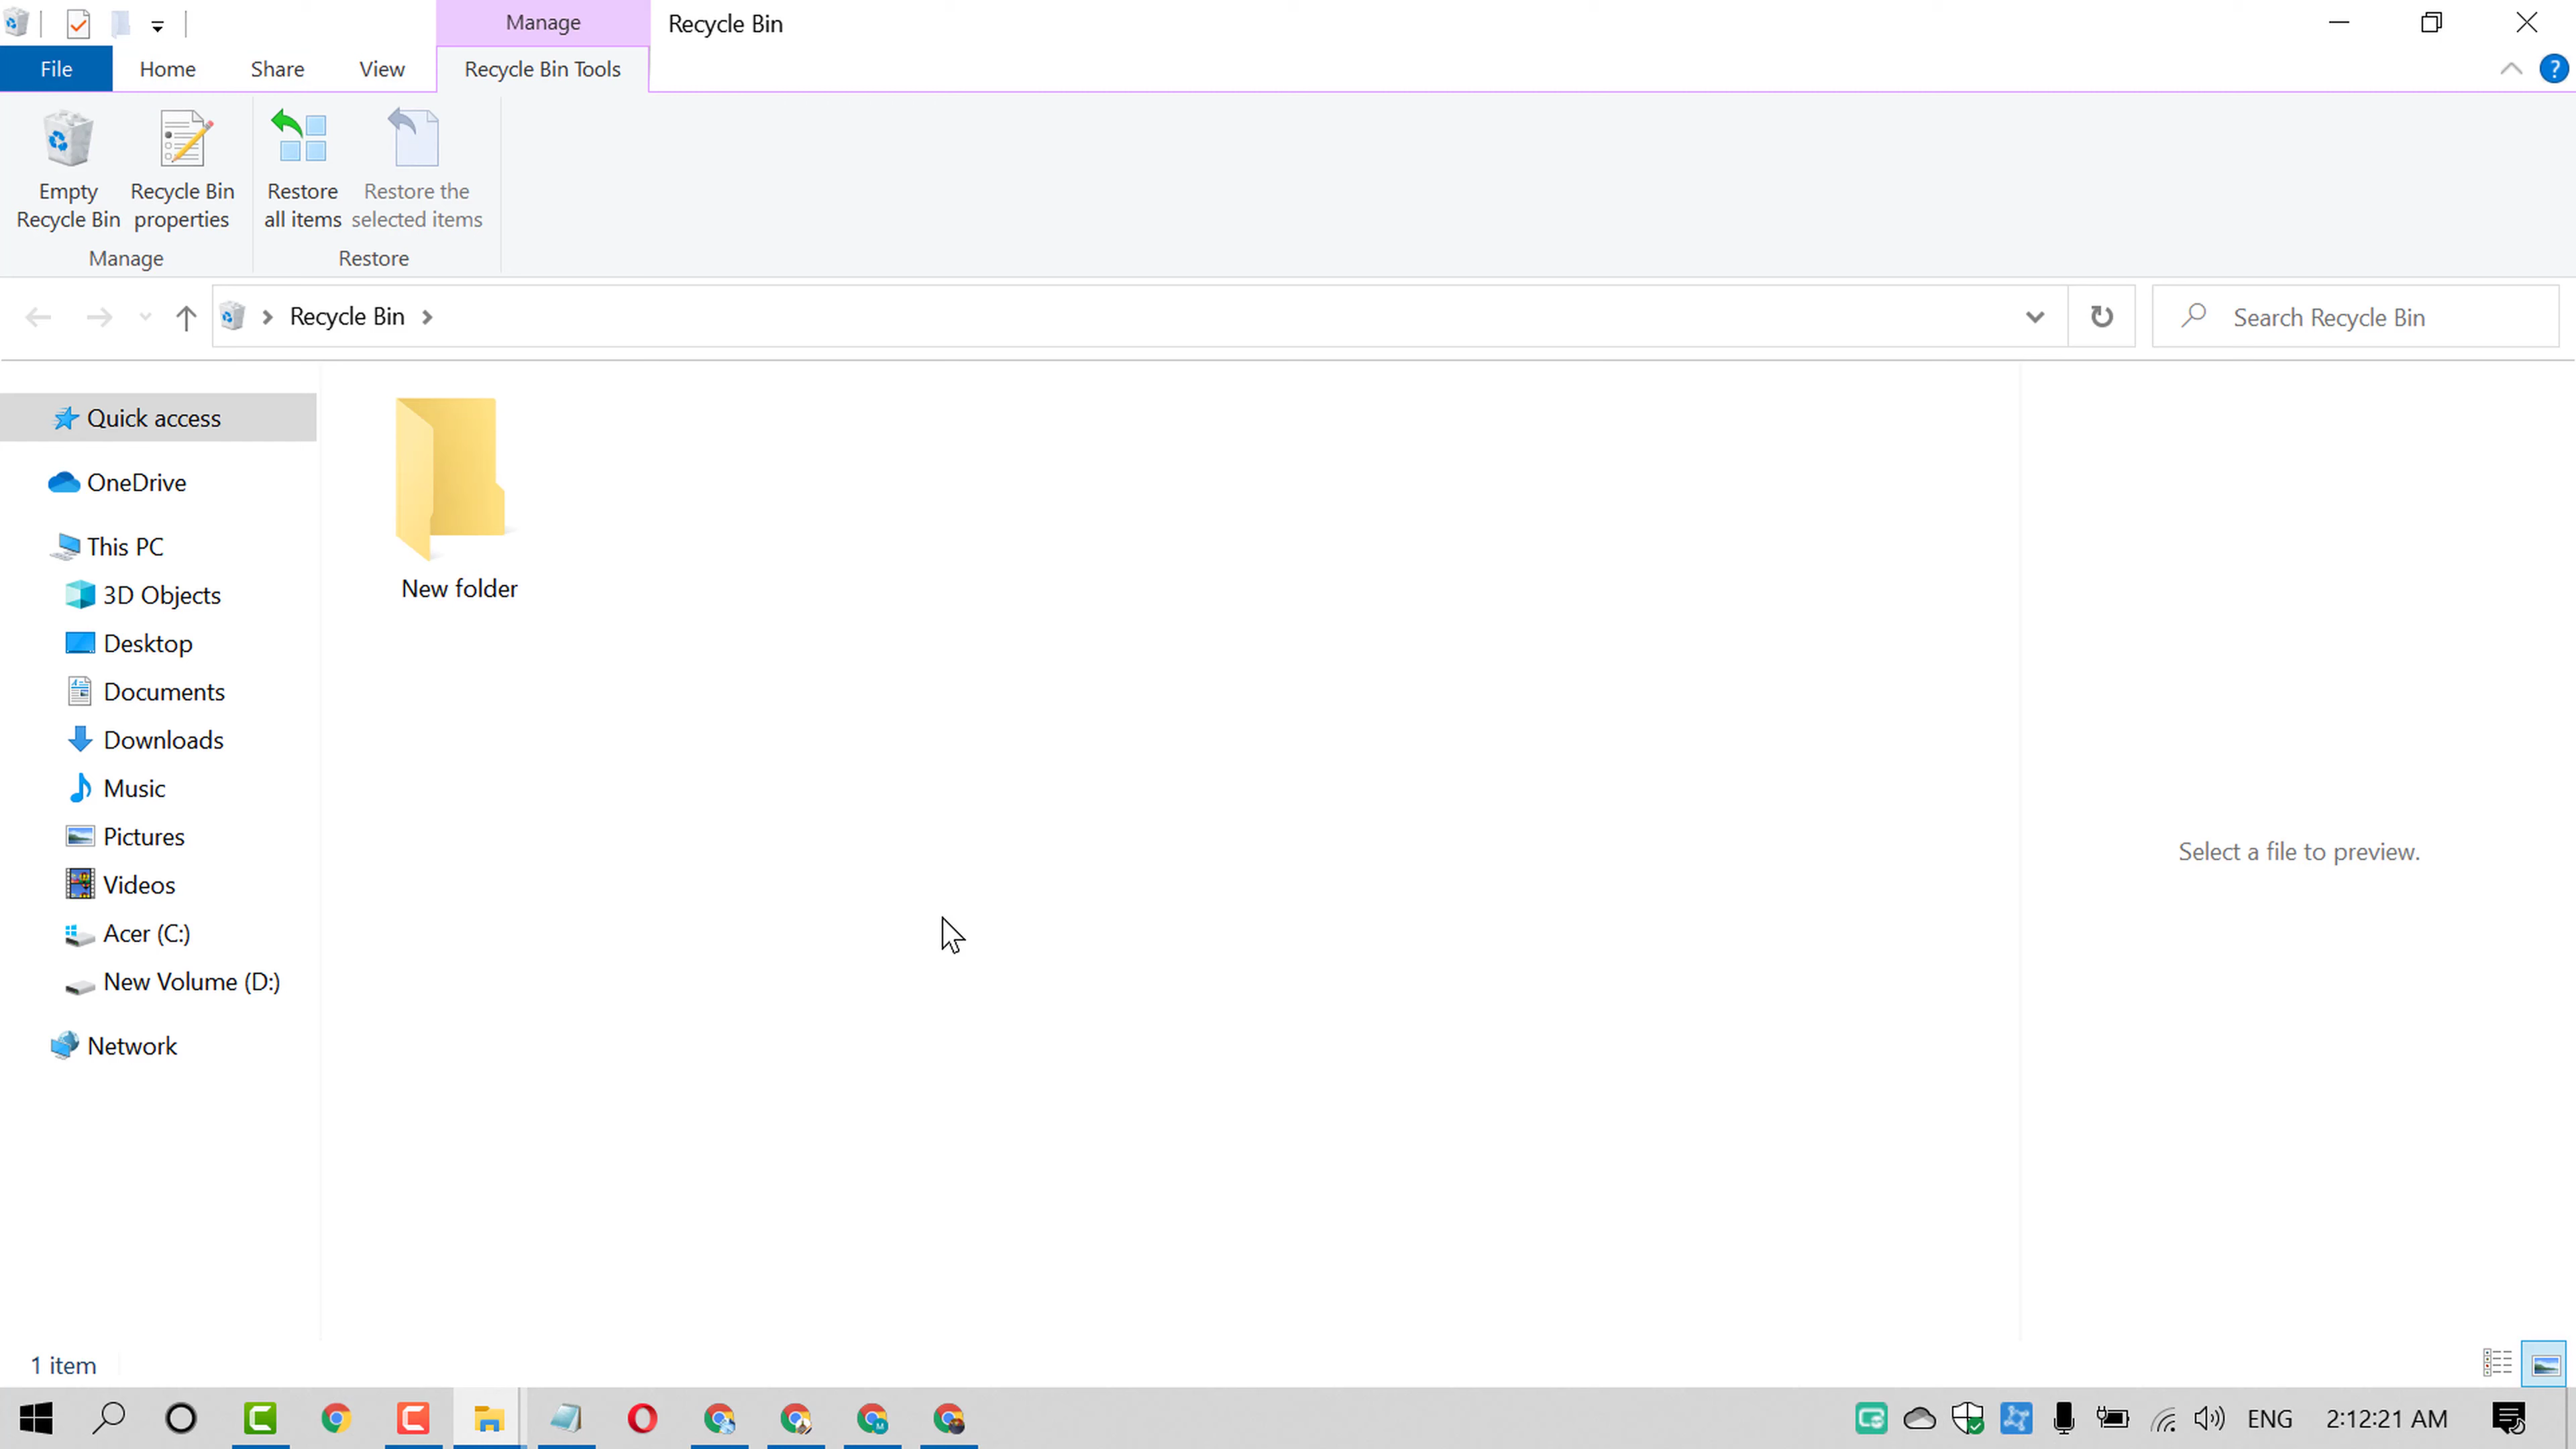 Manage
Recycle Bin
File
Home
Share
View
Recycle Bin Tools
Empty
Recycle Bin
Recycle Bin
properties
Restore
all items
Restore the
selected items
Manage
Restore
Recycle Bin
Search Recycle Bin
Quick access
OneDrive
This PC
3D Objects
Desktop
Documents
Downloads
Music
Pictures
Videos
Acer (C:)
New Volume (D:)
Network
New folder
Select a file to preview.
1 item
ENG
2:12:21 AM